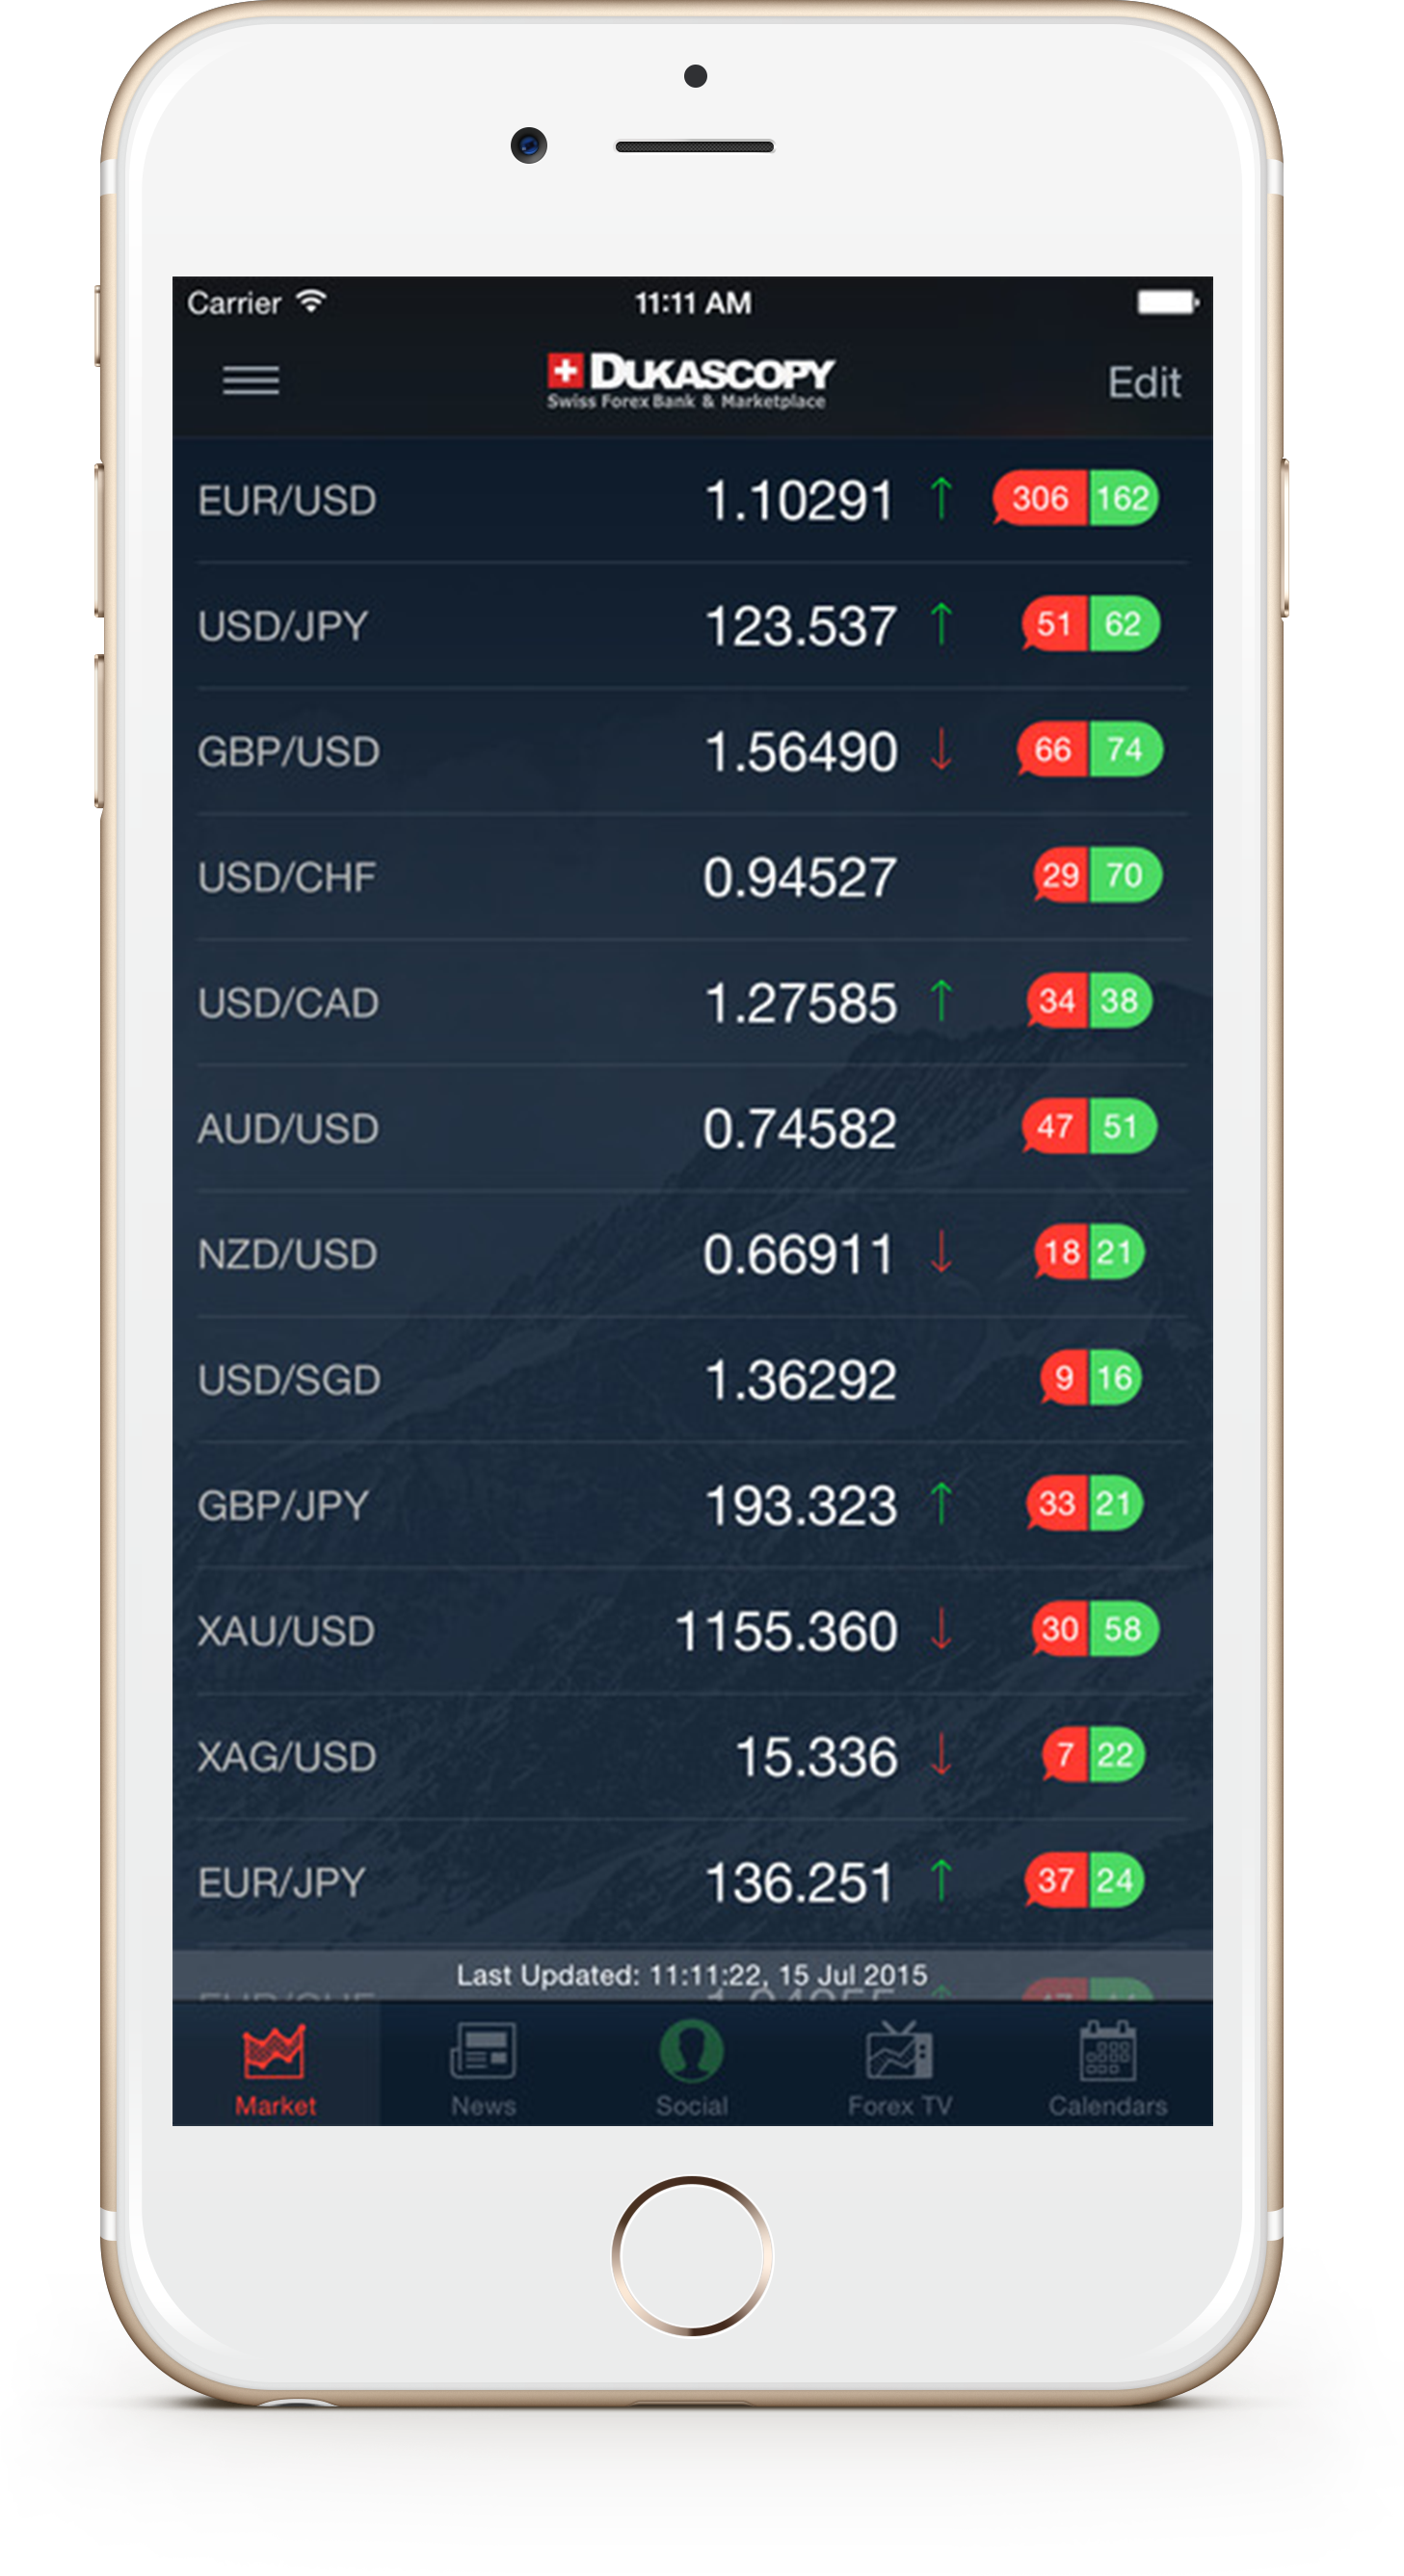 Carrier 11:11 AM
DUKASCOPY Edit
Swiss Forex Bank & Marketplace
EUR/USD 1.10291 ↑ 306 162
USD/JPY 123.537 ↑ 51 62
GBP/USD 1.56490 ↓ 66 74
USD/CHF 0.94527 29 70
USD/CAD 1.27585 ↑ 34 38
AUD/USD 0.74582 47 51
NZD/USD 0.66911 ↓ 18 21
USD/SGD 1.36292 9 16
GBP/JPY 193.323 ↑ 33 21
XAU/USD 1155.360 ↓ 30 58
XAG/USD 15.336 ↓ 7 22
EUR/JPY 136.251 ↑ 37 24
Last Updated: 11:11:22, 15 Jul 2015
Market News Social Forex TV Calendars